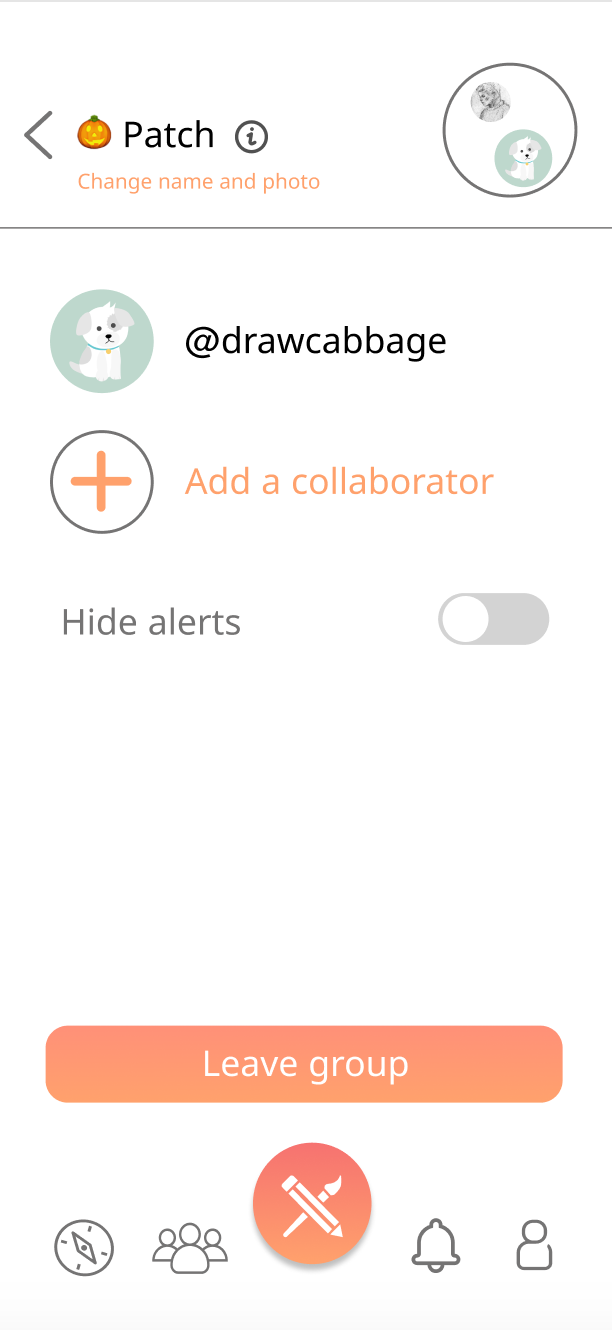 🎃 Patch
Change name and photo
@drawcabbage
Add a collaborator
Hide alerts
Leave group